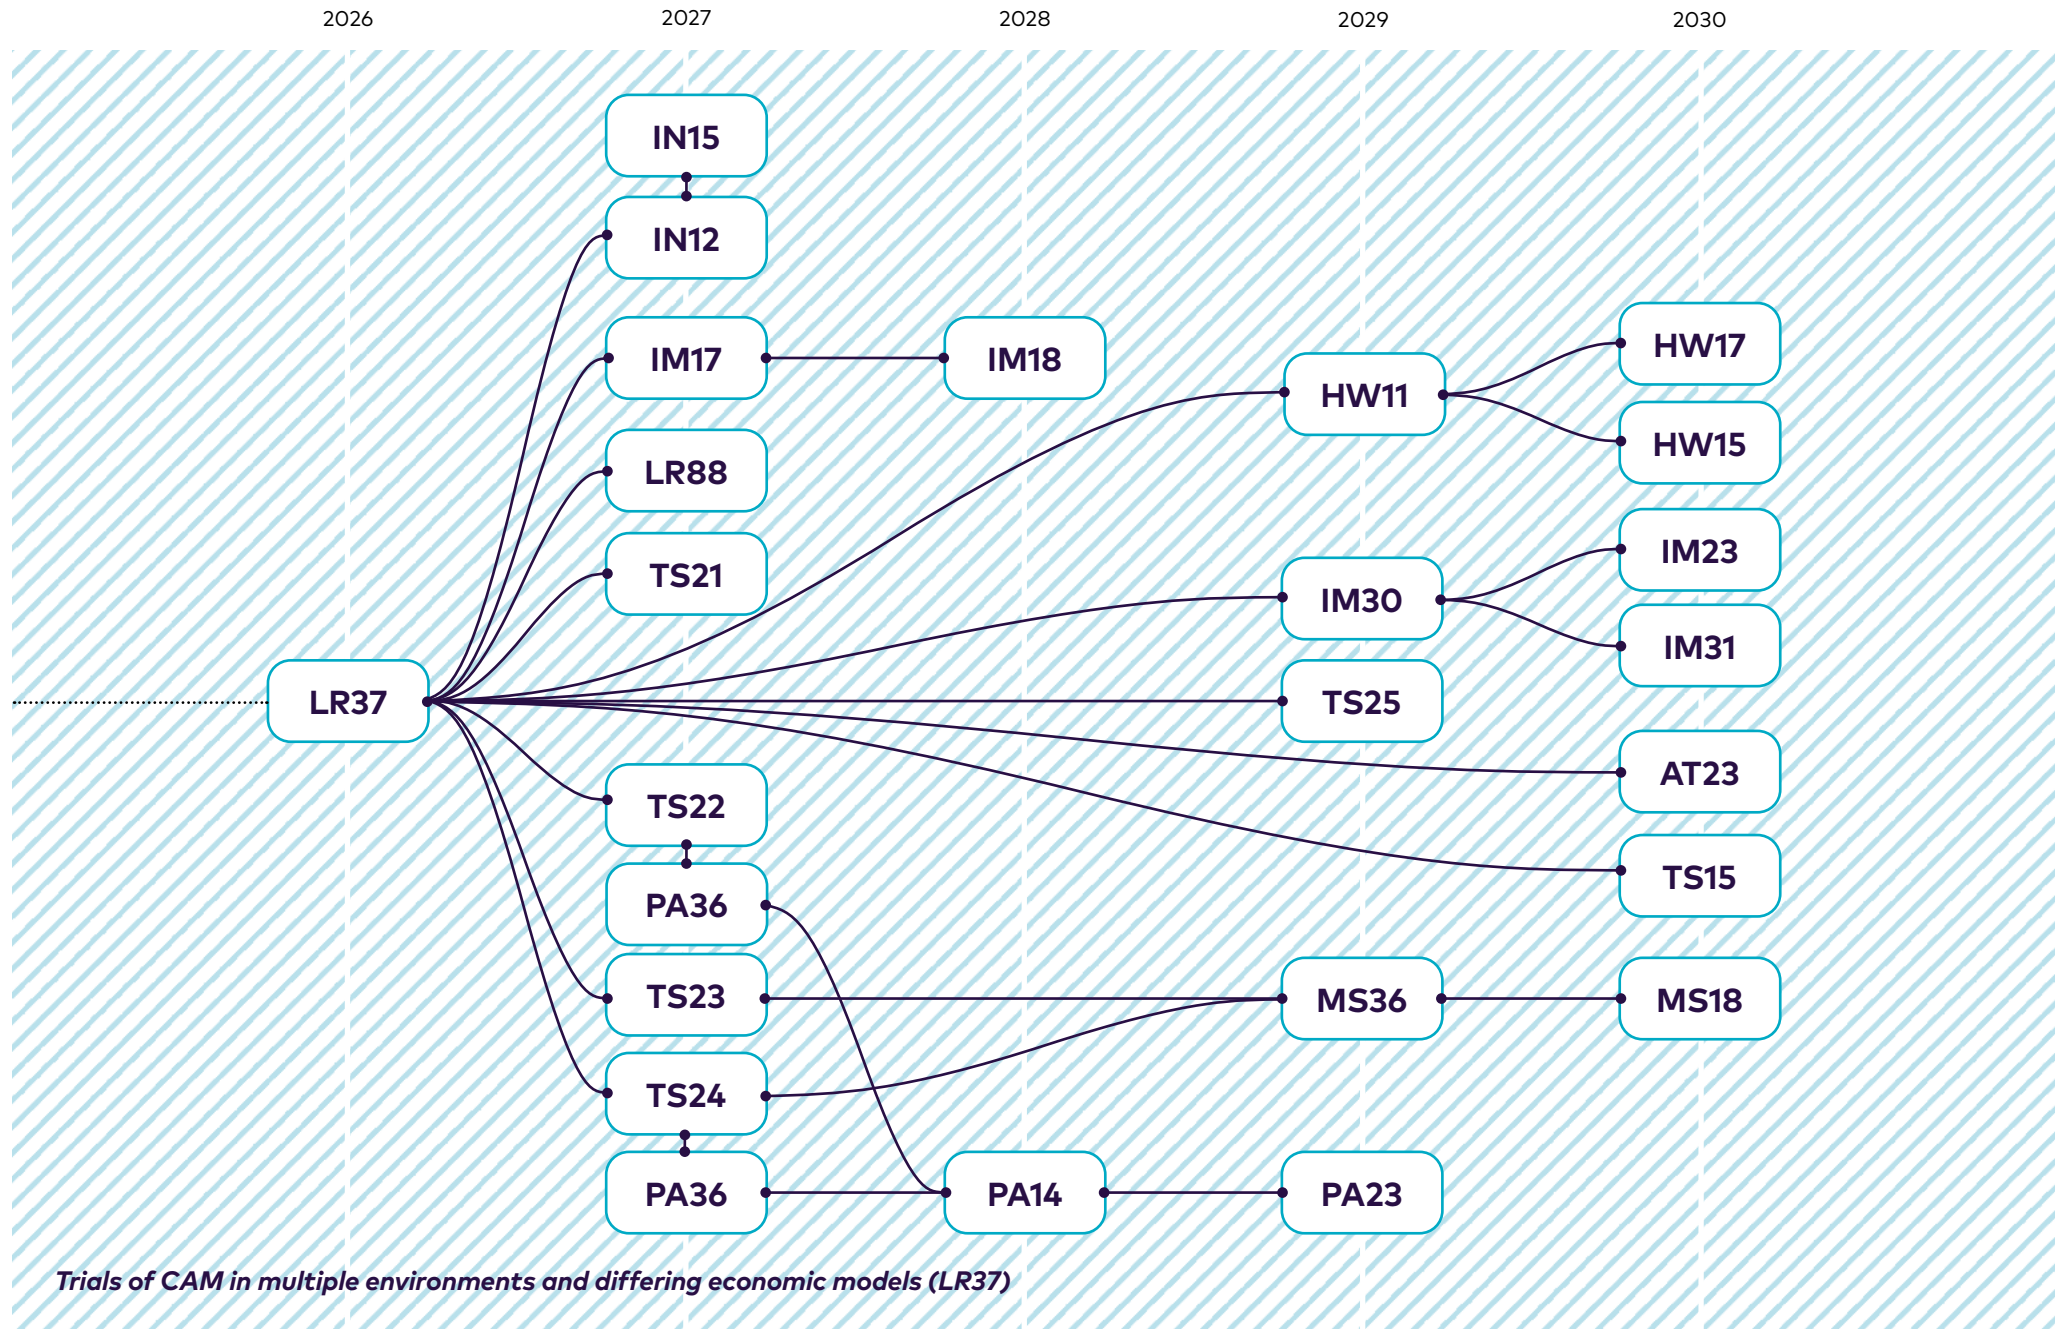 2026
2027
2028
2029
2030
IN15
IN12
IM17
IM18
HW11
HW17
HW15
LR88
TS21
IM30
IM23
IM31
LR37
TS25
AT23
TS22
TS15
PA36
TS23
MS36
MS18
TS24
PA36
PA14
PA23
Trials of CAM in multiple environments and differing economic models (LR37)